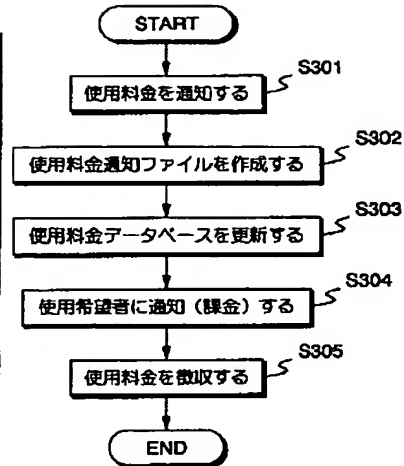 START
S301
使用料金を通知する
S302
使用料金通知ファイルを作成する
S303
使用料金データベースを更新する
S304
使用希望者に通知（課金）する
S305
使用料金を徴収する
END